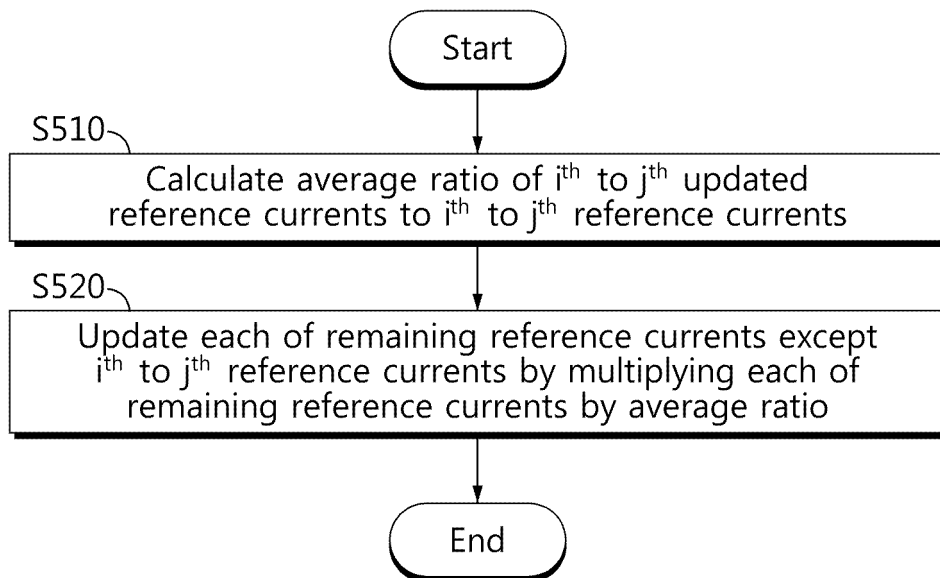 Start
S510
Calculate average ratio of iᵗʰ to jᵗʰ updated
reference currents to iᵗʰ to jᵗʰ reference currents
S520
Update each of remaining reference currents except
iᵗʰ to jᵗʰ reference currents by multiplying each of
remaining reference currents by average ratio
End